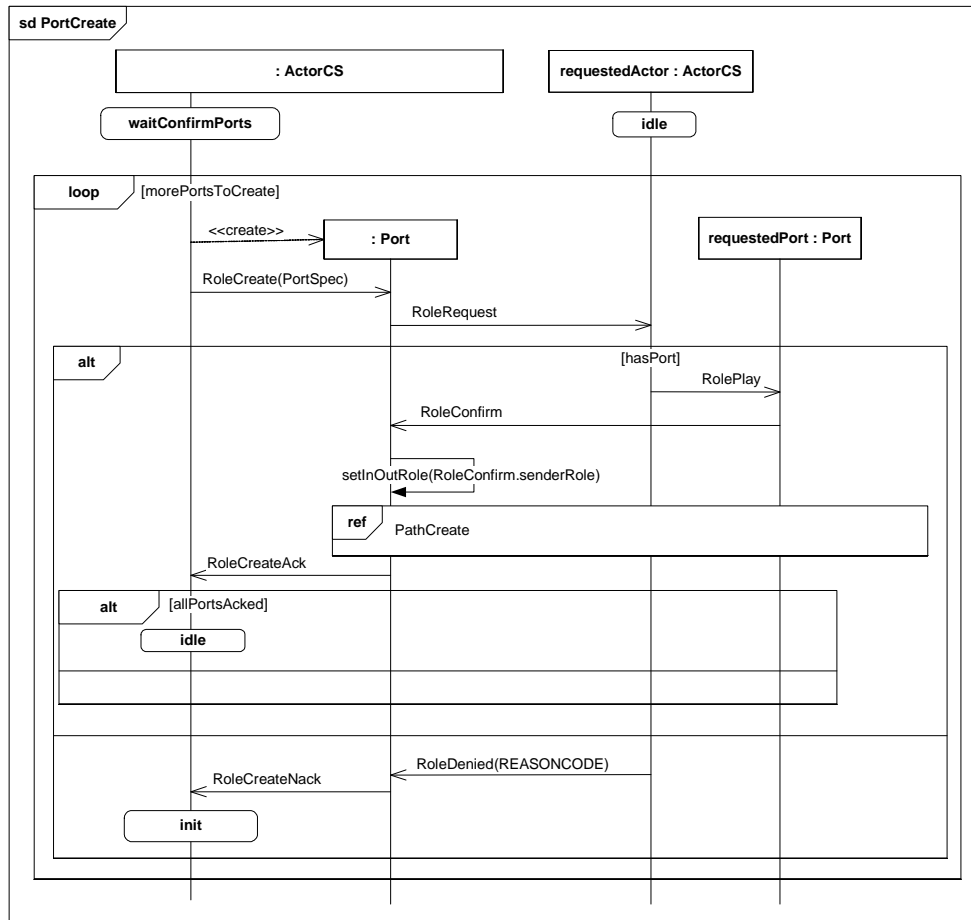 sd PortCreate
: ActorCS
requestedActor : ActorCS
waitConfirmPorts
idle
loop
[morePortsToCreate]
<<create>>
: Port
requestedPort : Port
RoleCreate(PortSpec)
RoleRequest
alt
[hasPort]
RolePlay
RoleConfirm
setInOutRole(RoleConfirm.senderRole)
ref
PathCreate
RoleCreateAck
alt
[allPortsAcked]
idle
RoleDenied(REASONCODE)
RoleCreateNack
init